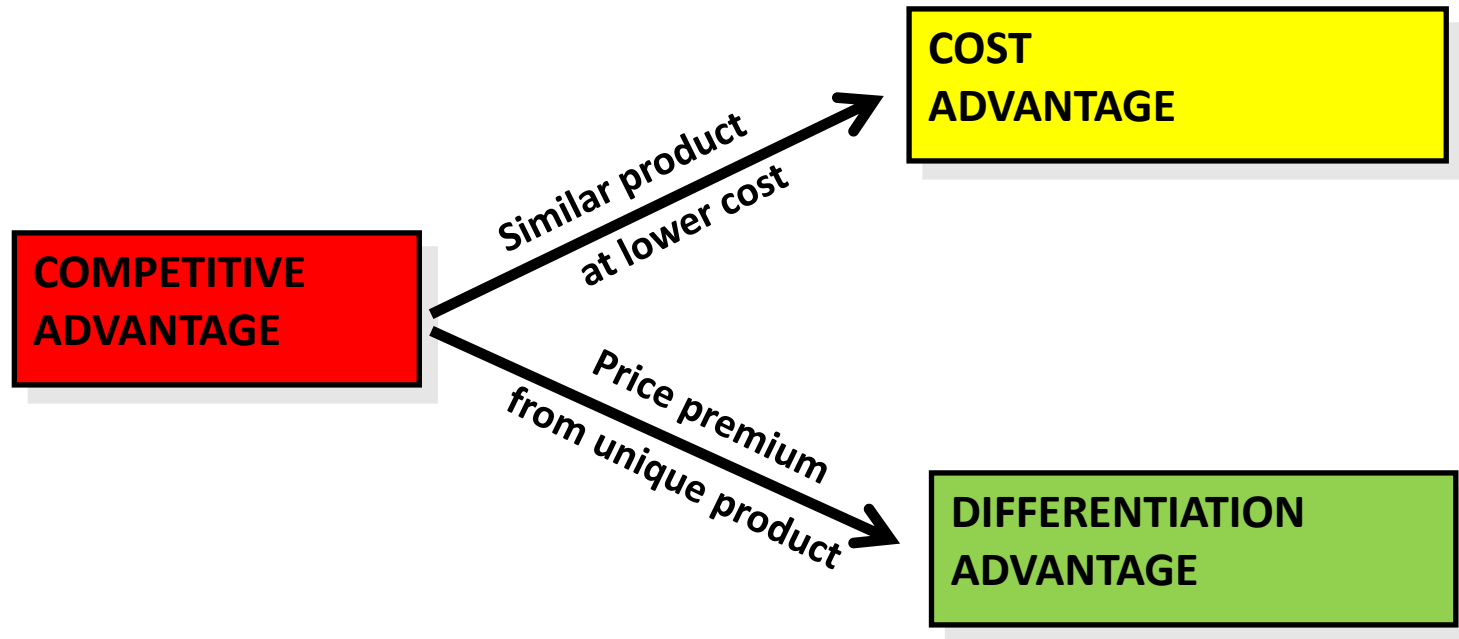 COST
ADVANTAGE
Similar product
at lower cost
COMPETITIVE
ADVANTAGE
Price premium
from unique product
DIFFERENTIATION
ADVANTAGE